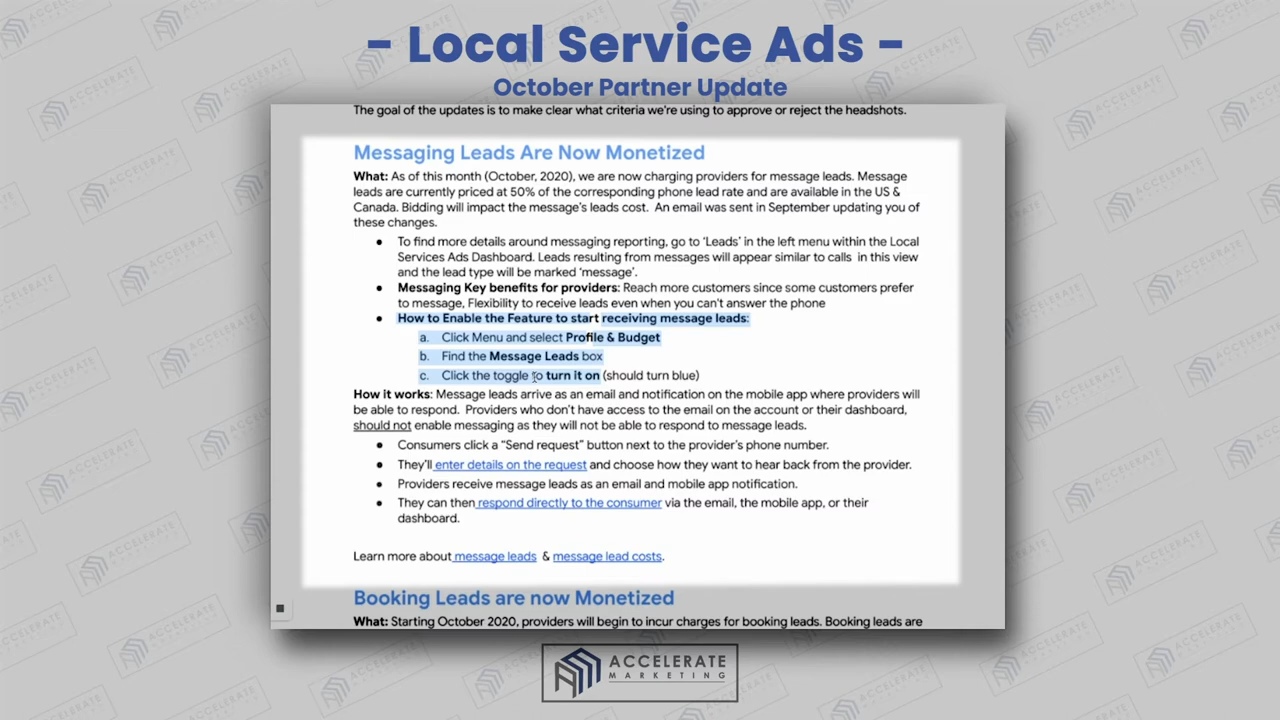 - Local Service Ads -
October Partner Update
The goal of the updates is to make clear what criteria we're using to approve or reject the headshots.
Messaging Leads Are Now Monetized
What: As of this month (October, 2020), we are now charging providers for message leads. Message
leads are currently priced at 50% of the corresponding phone lead rate and are available in the US &
Canada. Bidding will impact the message's leads cost. An email was sent in September updating you of
these changes.
• To find more details around messaging reporting, go to 'Leads' in the left menu within the Local
Services Ads Dashboard. Leads resulting from messages will appear similar to calls in this view
and the lead type will be marked 'message'.
• Messaging Key benefits for providers: Reach more customers since some customers prefer
to message, Flexibility to receive leads even when you can't answer the phone
• How to Enable the Feature to start receiving message leads:
a. Click Menu and select Profile & Budget
b. Find the Message Leads box
c. Click the toggle to turn it on (should turn blue)
How it works: Message leads arrive as an email and notification on the mobile app where providers will
be able to respond. Providers who don't have access to the email on the account or their dashboard,
should not enable messaging as they will not be able to respond to message leads.
• Consumers click a “Send request” button next to the provider's phone number.
• They'll enter details on the request and choose how they want to hear back from the provider.
• Providers receive message leads as an email and mobile app notification.
• They can then respond directly to the consumer via the email, the mobile app, or their
dashboard.
Learn more about message leads & message lead costs.
Booking Leads are now Monetized
What: Starting October 2020, providers will begin to incur charges for booking leads. Booking leads are
ACCELERATE
MARKETING